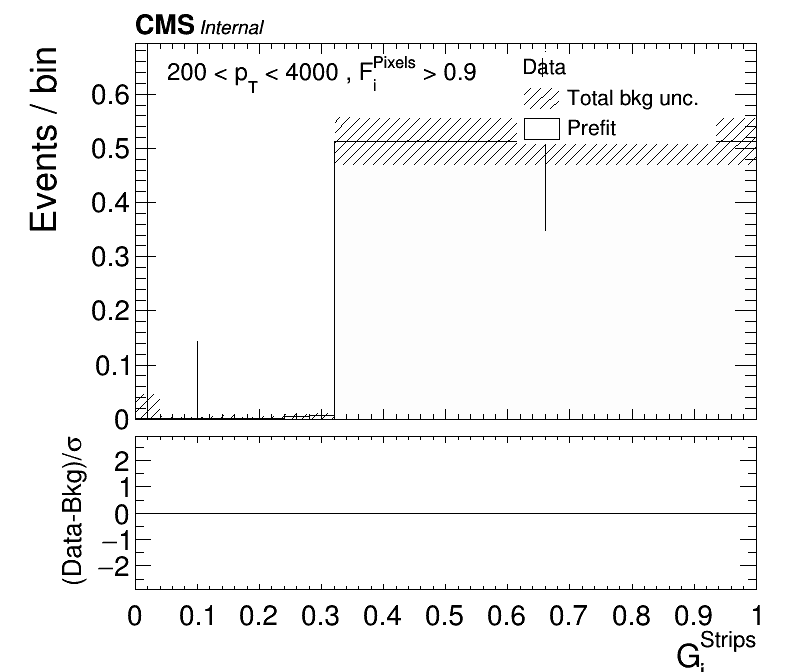 CMS Internal
200 < p_T < 4000 , F_i^Pixels > 0.9
Data
Total bkg unc.
Prefit
Events / bin
0.6
0.5
0.4
0.3
0.2
0.1
0
(Data-Bkg)/σ
2
1
0
−1
−2
0 0.1 0.2 0.3 0.4 0.5 0.6 0.7 0.8 0.9 1
G_i^Strips